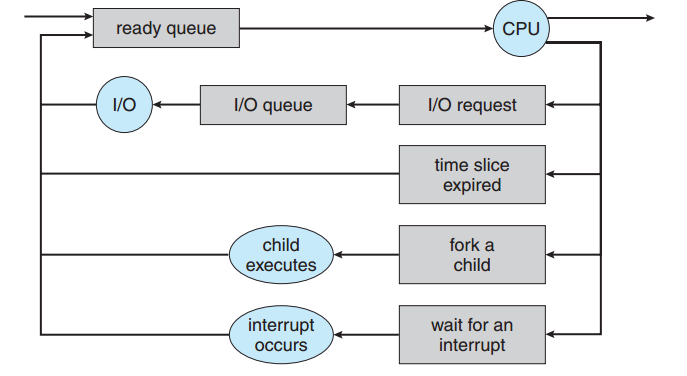 ready queue
CPU
I/O
I/O queue
I/O request
time slice
expired
child
executes
fork a
child
interrupt
occurs
wait for an
interrupt